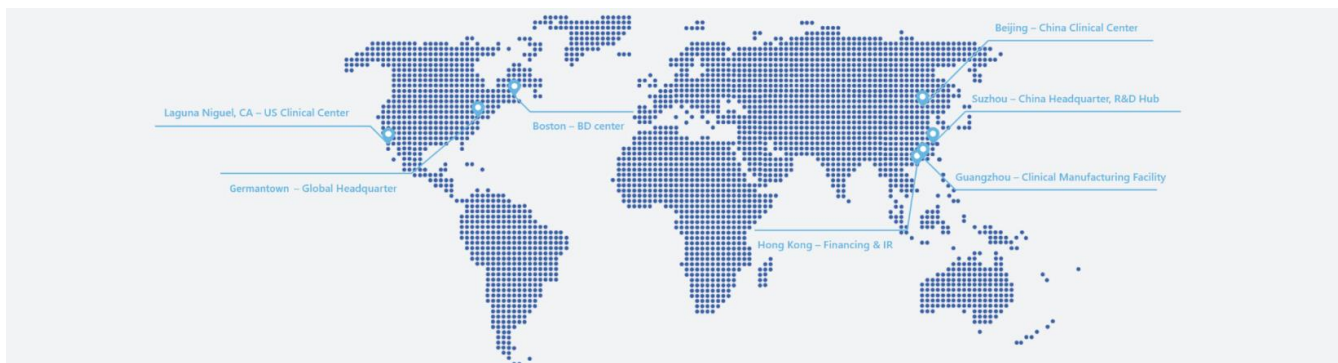 Beijing – China Clinical Center
Suzhou – China Headquarter, R&D Hub
Laguna Niguel, CA – US Clinical Center
Boston – BD center
Guangzhou – Clinical Manufacturing Facility
Germantown – Global Headquarter
Hong Kong – Financing & IR